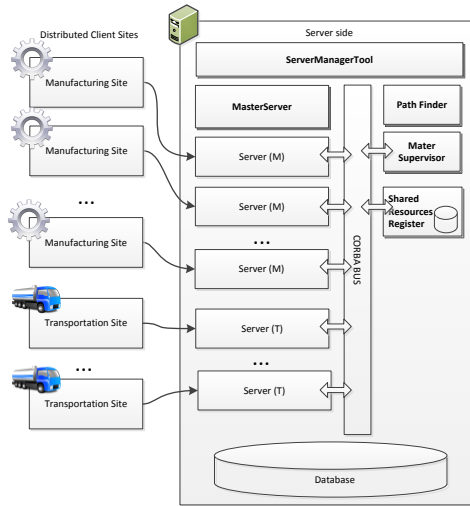 Distributed Client Sites
Server side
ServerManagerTool
Manufacturing Site
MasterServer
Path Finder
Manufacturing Site
Server (M)
Mater
Supervisor
...
Server (M)
Shared
Resources
Register
Manufacturing Site
...
Server (M)
CORBA BUS
Transportation Site
Server (T)
...
...
Transportation Site
Server (T)
Database